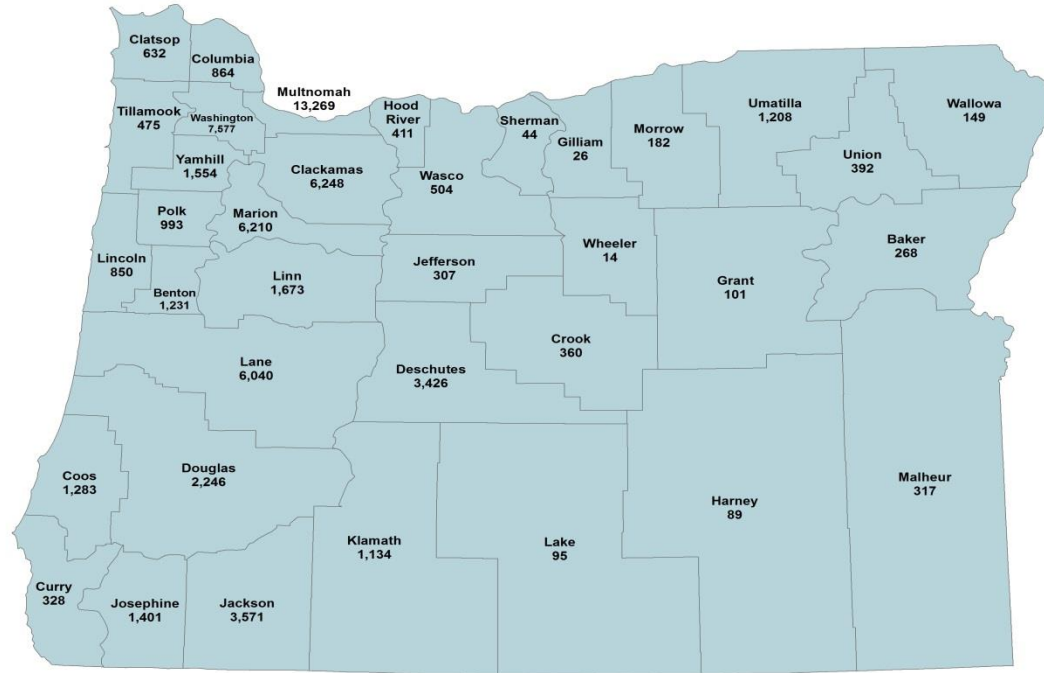 Clatsop
632
Columbia
864
Multnomah
13,269
Hood
River
411
Sherman
44
Gilliam
26
Morrow
182
Umatilla
1,208
Wallowa
149
Tillamook
475
Washington
7,577
Yamhill
1,554
Clackamas
6,248
Wasco
504
Union
392
Polk
993
Marion
6,210
Wheeler
14
Baker
268
Lincoln
850
Benton
1,231
Linn
1,673
Jefferson
307
Grant
101
Lane
6,040
Deschutes
3,426
Crook
360
Coos
1,283
Douglas
2,246
Klamath
1,134
Lake
95
Harney
89
Malheur
317
Curry
328
Josephine
1,401
Jackson
3,571